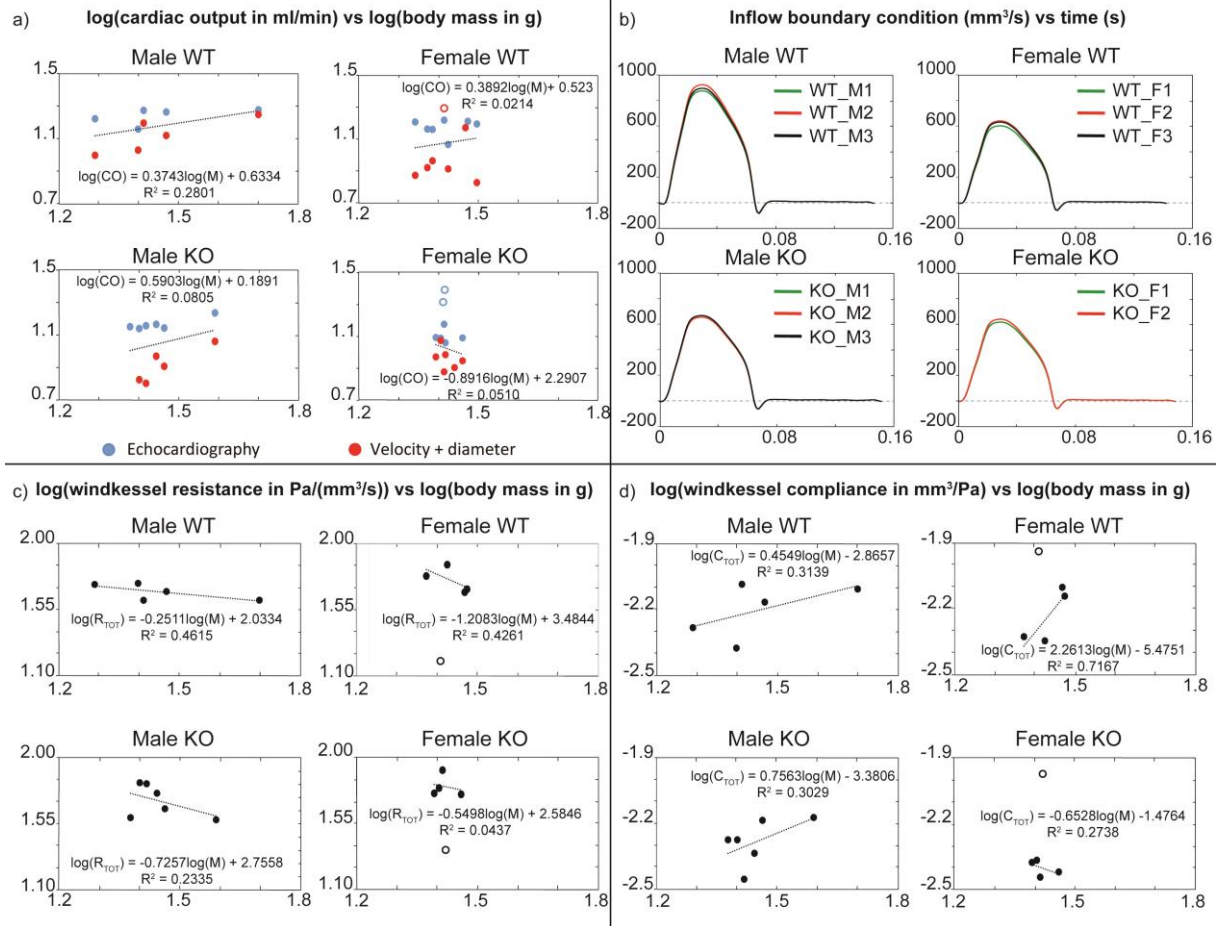 a) log(cardiac output in ml/min) vs log(body mass in g)
Male WT
1.5
1.1
0.7
log(CO) = 0.3743log(M) + 0.6334
R² = 0.2801
1.2 1.5 1.8
Female WT
1.5
1.1
0.7
log(CO) = 0.3892log(M)+ 0.523
R² = 0.0214
1.2 1.5 1.8
Male KO
1.5
1.1
0.7
log(CO) = 0.5903log(M) + 0.1891
R² = 0.0805
1.2 1.5 1.8
Female KO
1.5
1.1
0.7
log(CO) = -0.8916log(M) + 2.2907
R² = 0.0510
1.2 1.5 1.8
Echocardiography
Velocity + diameter
b) Inflow boundary condition (mm³/s) vs time (s)
Male WT
1000
WT_M1
WT_M2
WT_M3
600
200
-200
0 0.08 0.16
Female WT
1000
WT_F1
WT_F2
WT_F3
600
200
-200
0 0.08 0.16
Male KO
1000
KO_M1
KO_M2
KO_M3
600
200
-200
0 0.08 0.16
Female KO
1000
KO_F1
KO_F2
600
200
-200
0 0.08 0.16
c) log(windkessel resistance in Pa/(mm³/s)) vs log(body mass in g)
Male WT
2.00
1.55
1.10
log(R_TOT) = -0.2511log(M) + 2.0334
R² = 0.4615
1.2 1.5 1.8
Female WT
2.00
1.55
1.10
log(R_TOT) = -1.2083log(M) + 3.4844
R² = 0.4261
1.2 1.5 1.8
Male KO
2.00
1.55
1.10
log(R_TOT) = -0.7257log(M) + 2.7558
R² = 0.2335
1.2 1.5 1.8
Female KO
2.00
1.55
1.10
log(R_TOT) = -0.5498log(M) + 2.5846
R² = 0.0437
1.2 1.5 1.8
d) log(windkessel compliance in mm³/Pa) vs log(body mass in g)
Male WT
-1.9
-2.2
-2.5
log(C_TOT) = 0.4549log(M) - 2.8657
R² = 0.3139
1.2 1.5 1.8
Female WT
-1.9
-2.2
-2.5
log(C_TOT) = 2.2613log(M) - 5.4751
R² = 0.7167
1.2 1.5 1.8
Male KO
-1.9
-2.2
-2.5
log(C_TOT) = 0.7563log(M) - 3.3806
R² = 0.3029
1.2 1.5 1.8
Female KO
-1.9
-2.2
-2.5
log(C_TOT) = -0.6528log(M) -1.4764
R² = 0.2738
1.2 1.5 1.8